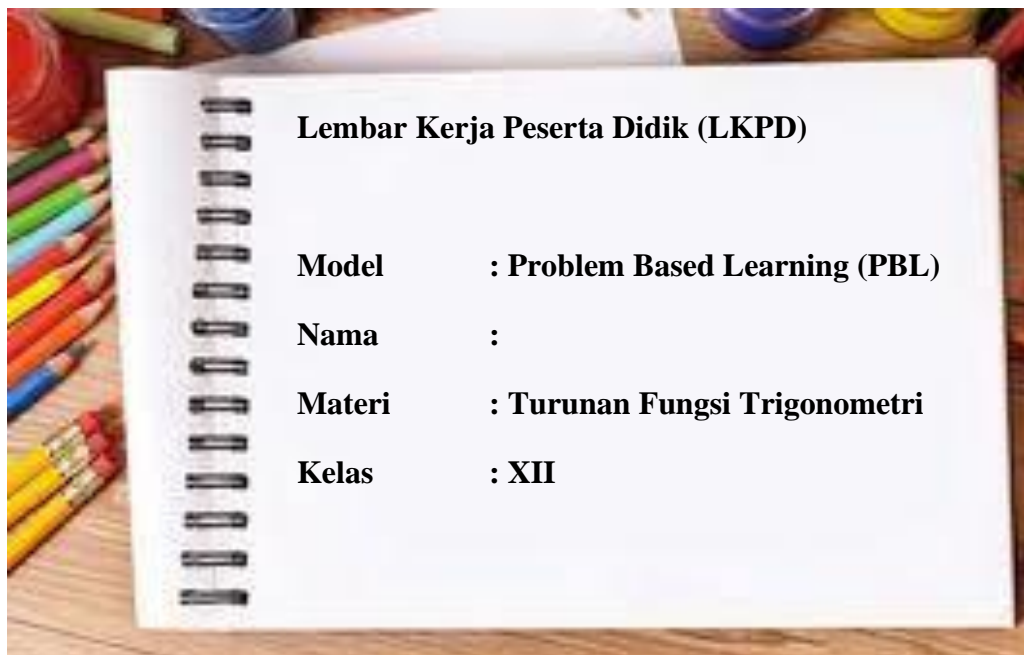 Lembar Kerja Peserta Didik (LKPD)
Model : Problem Based Learning (PBL)
Nama :
Materi : Turunan Fungsi Trigonometri
Kelas : XII